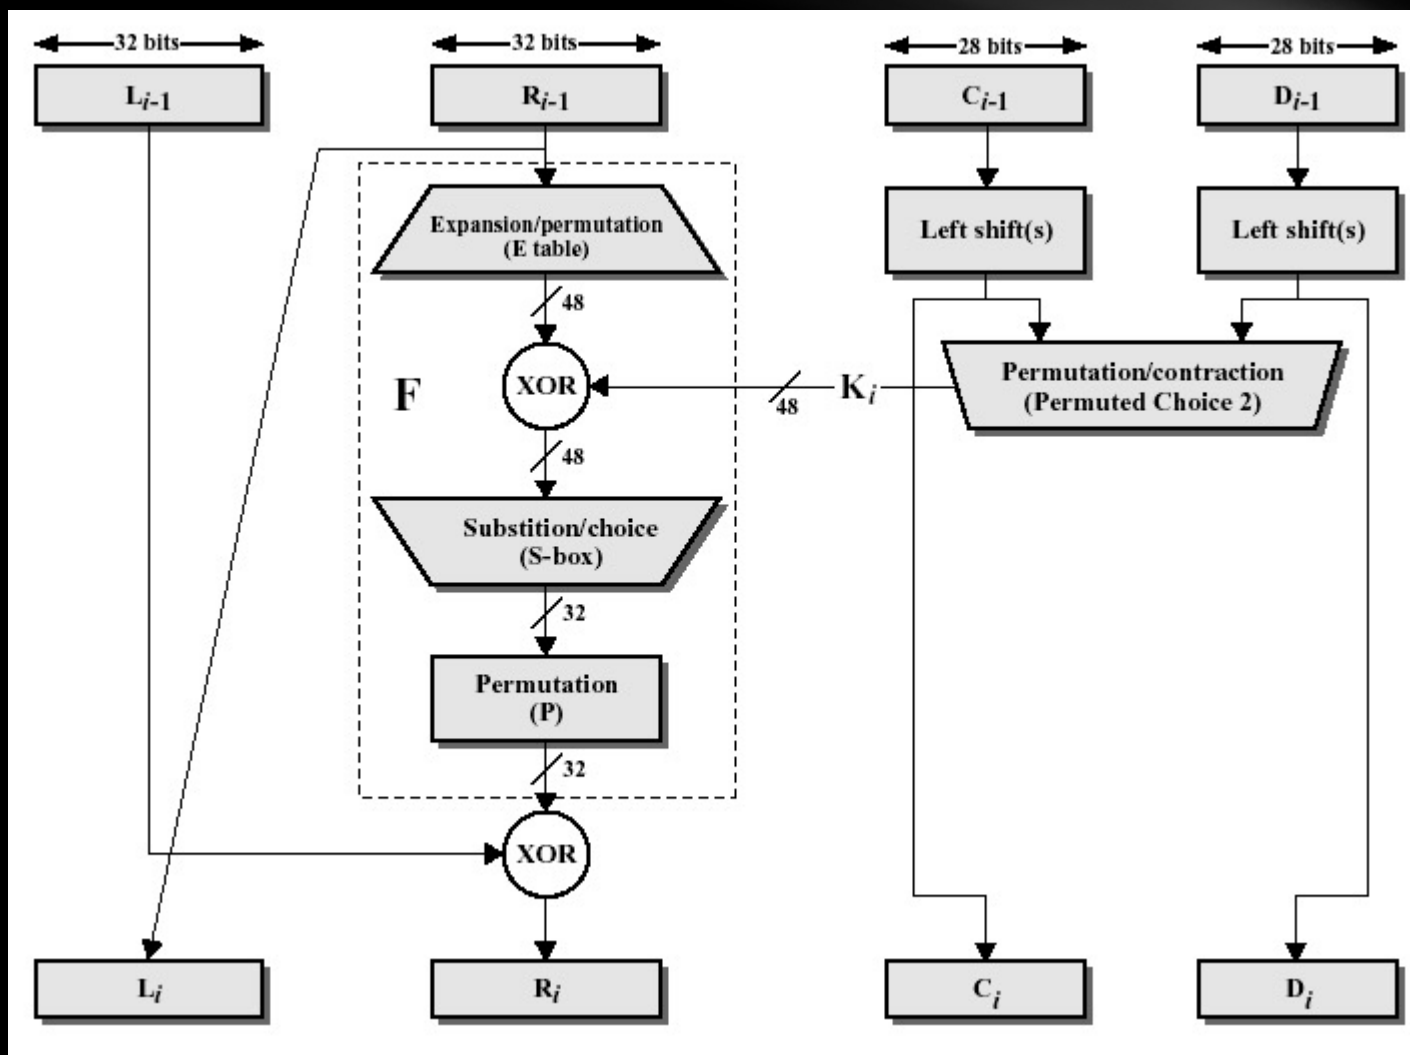 32 bits
32 bits
28 bits
28 bits
Li-1
Ri-1
Ci-1
Di-1
Expansion/permutation
(E table)
Left shift(s)
Left shift(s)
48
F
XOR
48
Ki
Permutation/contraction
(Permuted Choice 2)
48
Substition/choice
(S-box)
32
Permutation
(P)
32
XOR
Li
Ri
Ci
Di